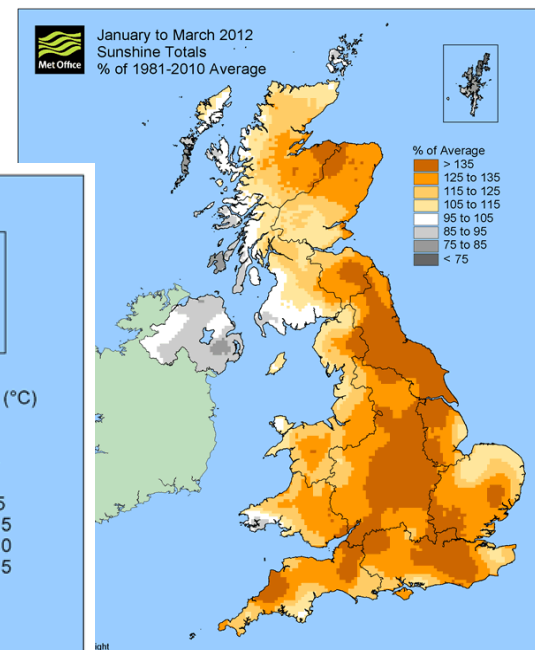 Met Office
January to March 2012
Sunshine Totals
% of 1981-2010 Average
% of Average
> 135
125 to 135
115 to 125
105 to 115
95 to 105
85 to 95
75 to 85
< 75
(°C)
5
5
0
5
ight